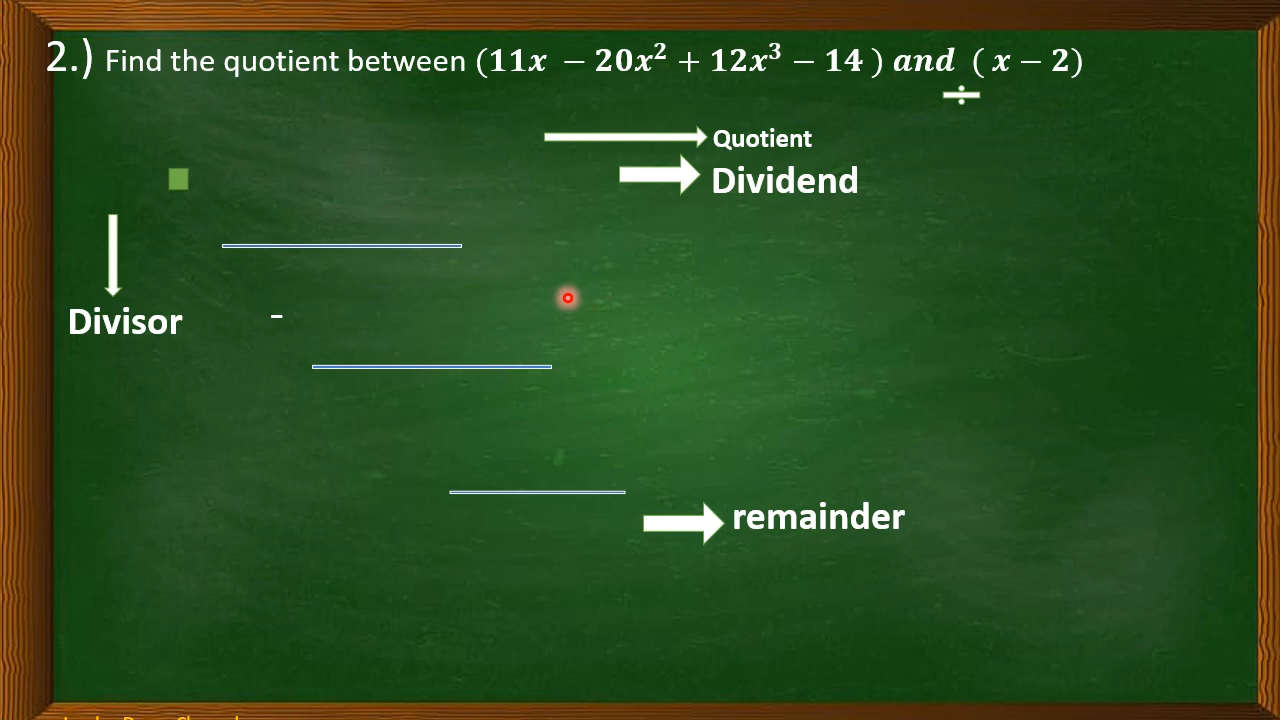 2.) Find the quotient between (11x − 20x² + 12x³ − 14 ) and ( x − 2)
÷
Quotient
Dividend
Divisor
-
remainder